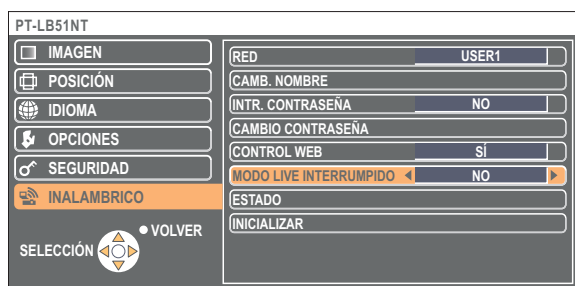 PT-LB51NT
IMAGEN
POSICIÓN
IDIOMA
OPCIONES
SEGURIDAD
INALAMBRICO
VOLVER
SELECCIÓN
RED USER1
CAMB. NOMBRE
INTR. CONTRASEÑA NO
CAMBIO CONTRASEÑA
CONTROL WEB SÍ
MODO LIVE INTERRUMPIDO NO
ESTADO
INICIALIZAR